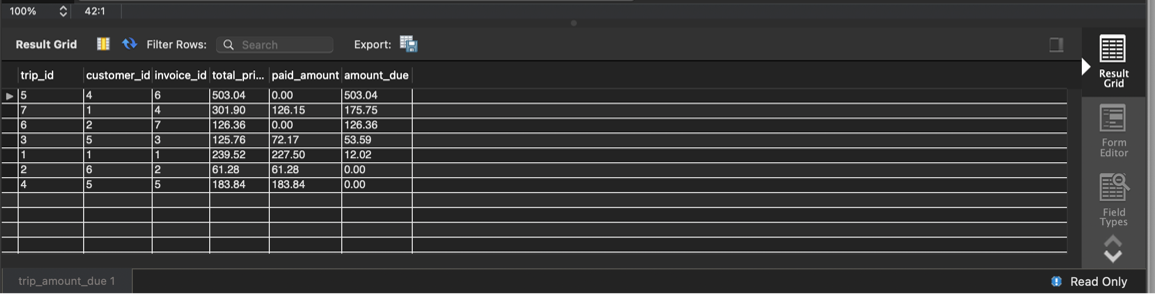 100% 42:1
Result Grid Filter Rows: Search Export:
trip_id customer_id invoice_id total_pri... paid_amount amount_due
5 4 6 503.04 0.00 503.04
7 1 4 301.90 126.15 175.75
6 2 7 126.36 0.00 126.36
3 5 3 125.76 72.17 53.59
1 1 1 239.52 227.50 12.02
2 6 2 61.28 61.28 0.00
4 5 5 183.84 183.84 0.00
Result
Grid
Form
Editor
Field
Types
trip_amount_due 1
Read Only